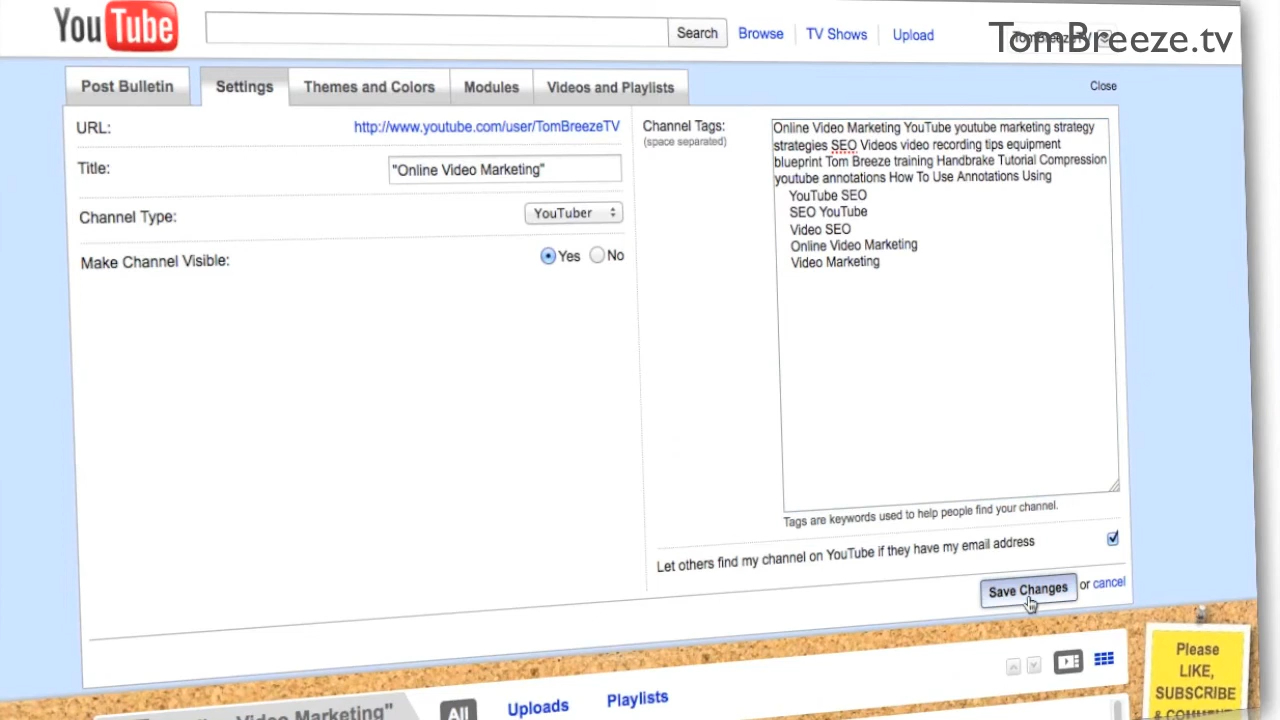 YouTube
Search
Browse
TV Shows
Upload
TomBreeze.tv
Post Bulletin
Settings
Themes and Colors
Modules
Videos and Playlists
Close
URL:
http://www.youtube.com/user/TomBreezeTV
Title:
"Online Video Marketing"
Channel Type:
YouTuber
Make Channel Visible:
Yes
No
Channel Tags:
(space separated)
Online Video Marketing YouTube youtube marketing strategy
strategies SEO Videos video recording tips equipment
blueprint Tom Breeze training Handbrake Tutorial Compression
youtube annotations How To Use Annotations Using
YouTube SEO
SEO YouTube
Video SEO
Online Video Marketing
Video Marketing
Tags are keywords used to help people find your channel.
Let others find my channel on YouTube if they have my email address
Save Changes or cancel
Video Marketing"
All
Uploads
Playlists
Please
LIKE,
SUBSCRIBE
& COMMENT